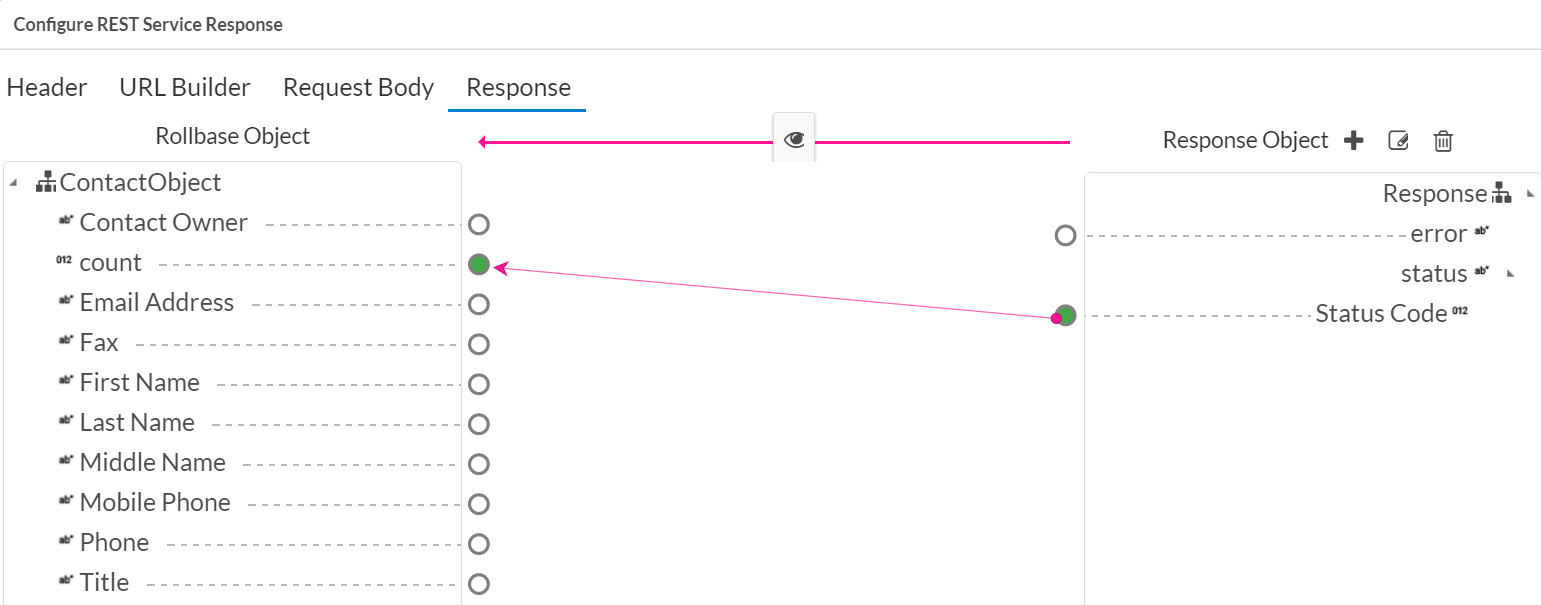 Configure REST Service Response
Header URL Builder Request Body Response
Rollbase Object
Response Object
ContactObject
ab* Contact Owner
012 count
ab* Email Address
ab* Fax
ab* First Name
ab* Last Name
ab* Middle Name
ab* Mobile Phone
ab* Phone
ab* Title
Response
error ab*
status ab*
Status Code 012